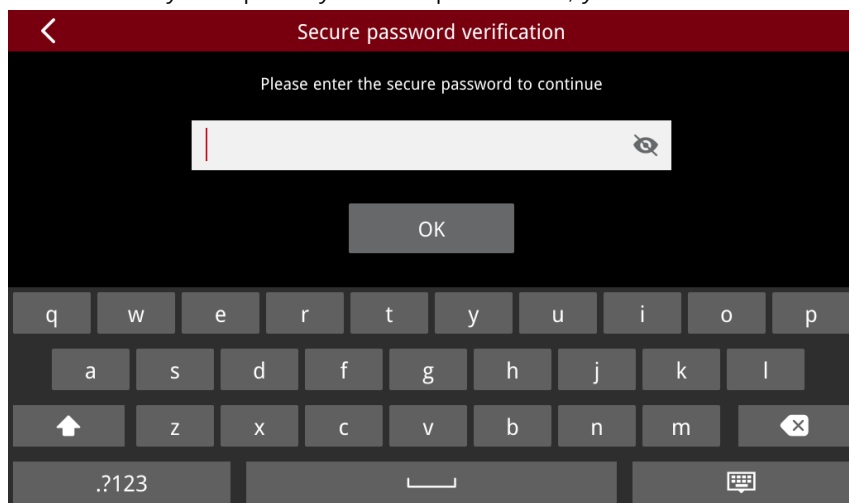 Secure password verification
Please enter the secure password to continue
OK
q w e r t y u i o p
a s d f g h j k l
z x c v b n m
.?123